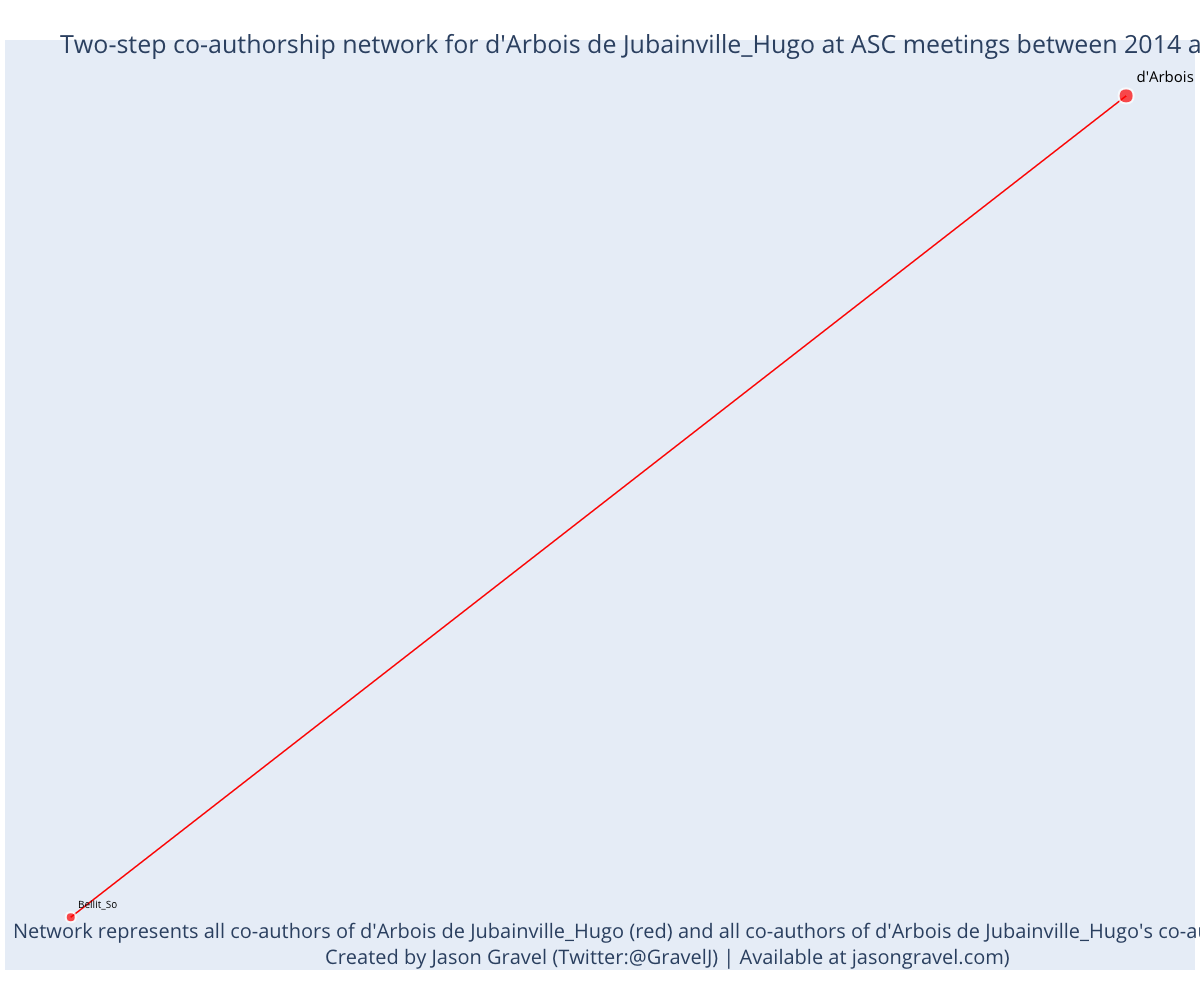 Two-step co-authorship network for d'Arbois de Jubainville_Hugo at ASC meetings between 2014 a
d'Arbois
Bellit_So
Network represents all co-authors of d'Arbois de Jubainville_Hugo (red) and all co-authors of d'Arbois de Jubainville_Hugo's co-au
Created by Jason Gravel (Twitter:@GravelJ) | Available at jasongravel.com)